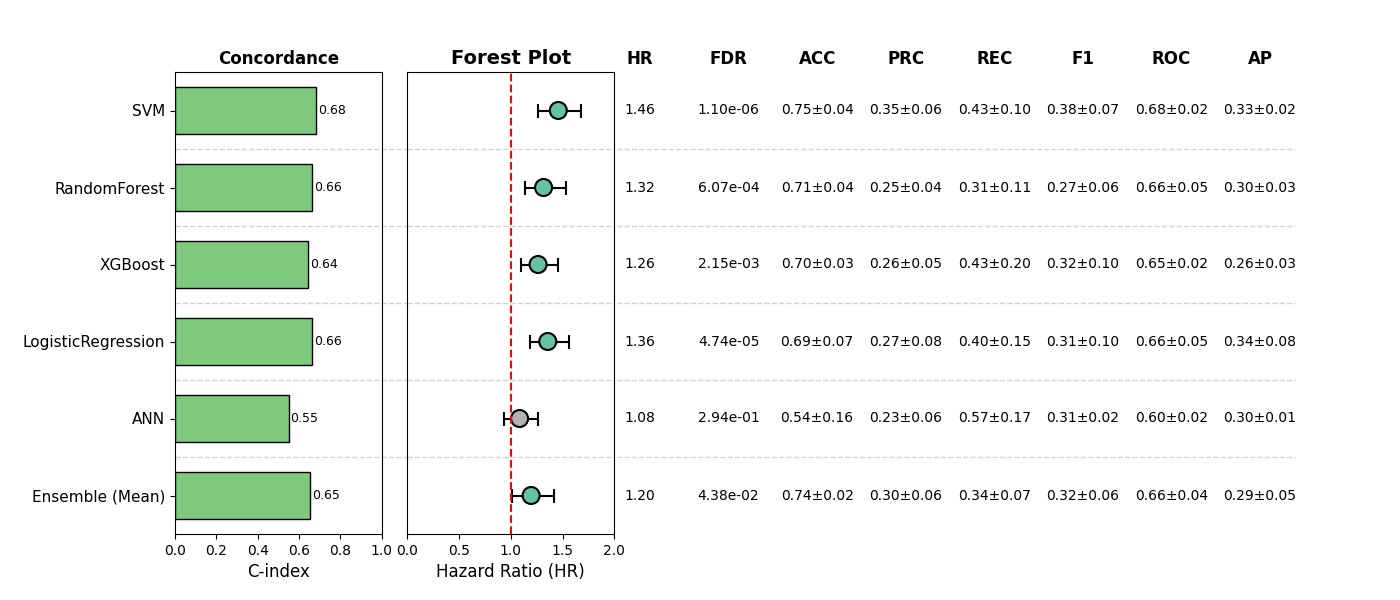 Concordance Forest Plot HR FDR ACC PRC REC F1 ROC AP
SVM 0.68 1.46 1.10e-06 0.75±0.04 0.35±0.06 0.43±0.10 0.38±0.07 0.68±0.02 0.33±0.02
RandomForest 0.66 1.32 6.07e-04 0.71±0.04 0.25±0.04 0.31±0.11 0.27±0.06 0.66±0.05 0.30±0.03
XGBoost 0.64 1.26 2.15e-03 0.70±0.03 0.26±0.05 0.43±0.20 0.32±0.10 0.65±0.02 0.26±0.03
LogisticRegression 0.66 1.36 4.74e-05 0.69±0.07 0.27±0.08 0.40±0.15 0.31±0.10 0.66±0.05 0.34±0.08
ANN 0.55 1.08 2.94e-01 0.54±0.16 0.23±0.06 0.57±0.17 0.31±0.02 0.60±0.02 0.30±0.01
Ensemble (Mean) 0.65 1.20 4.38e-02 0.74±0.02 0.30±0.06 0.34±0.07 0.32±0.06 0.66±0.04 0.29±0.05
0.0 0.2 0.4 0.6 0.8 1.0 0.0 0.5 1.0 1.5 2.0
C-index Hazard Ratio (HR)